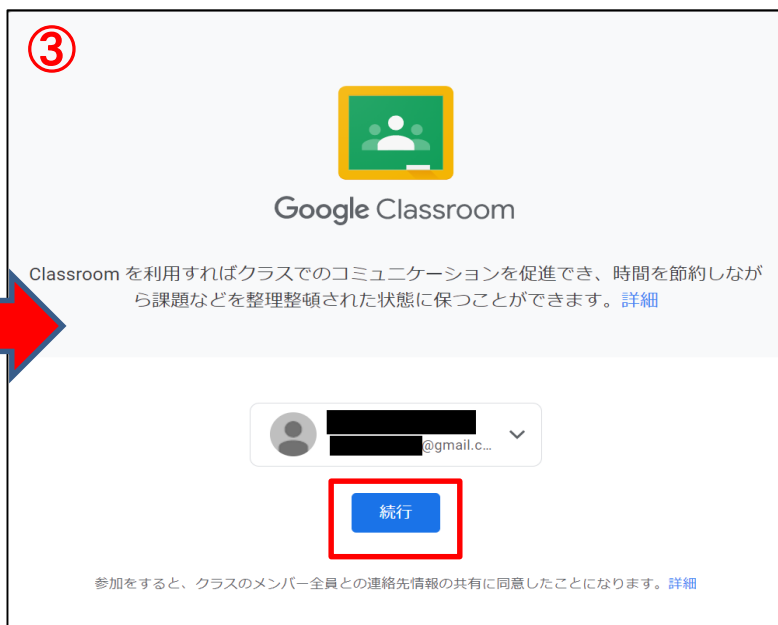 ③
Google Classroom
Classroom を利用すればクラスでのコミュニケーションを促進でき、時間を節約しなが
ら課題などを整理整頓された状態に保つことができます。詳細
@gmail.c...
続行
参加をすると、クラスのメンバー全員との連絡先情報の共有に同意したことになります。詳細